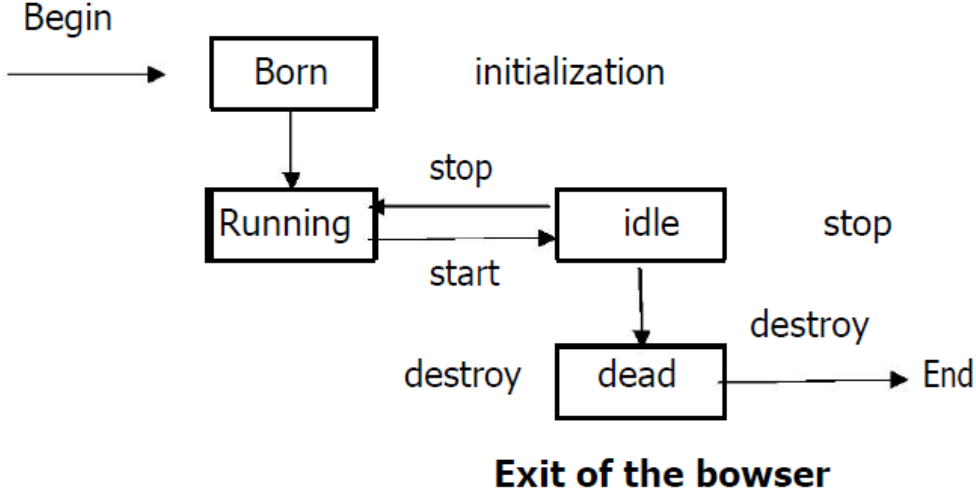 Begin
Born
initialization
stop
Running
idle
stop
start
destroy
destroy
dead
End
Exit of the bowser